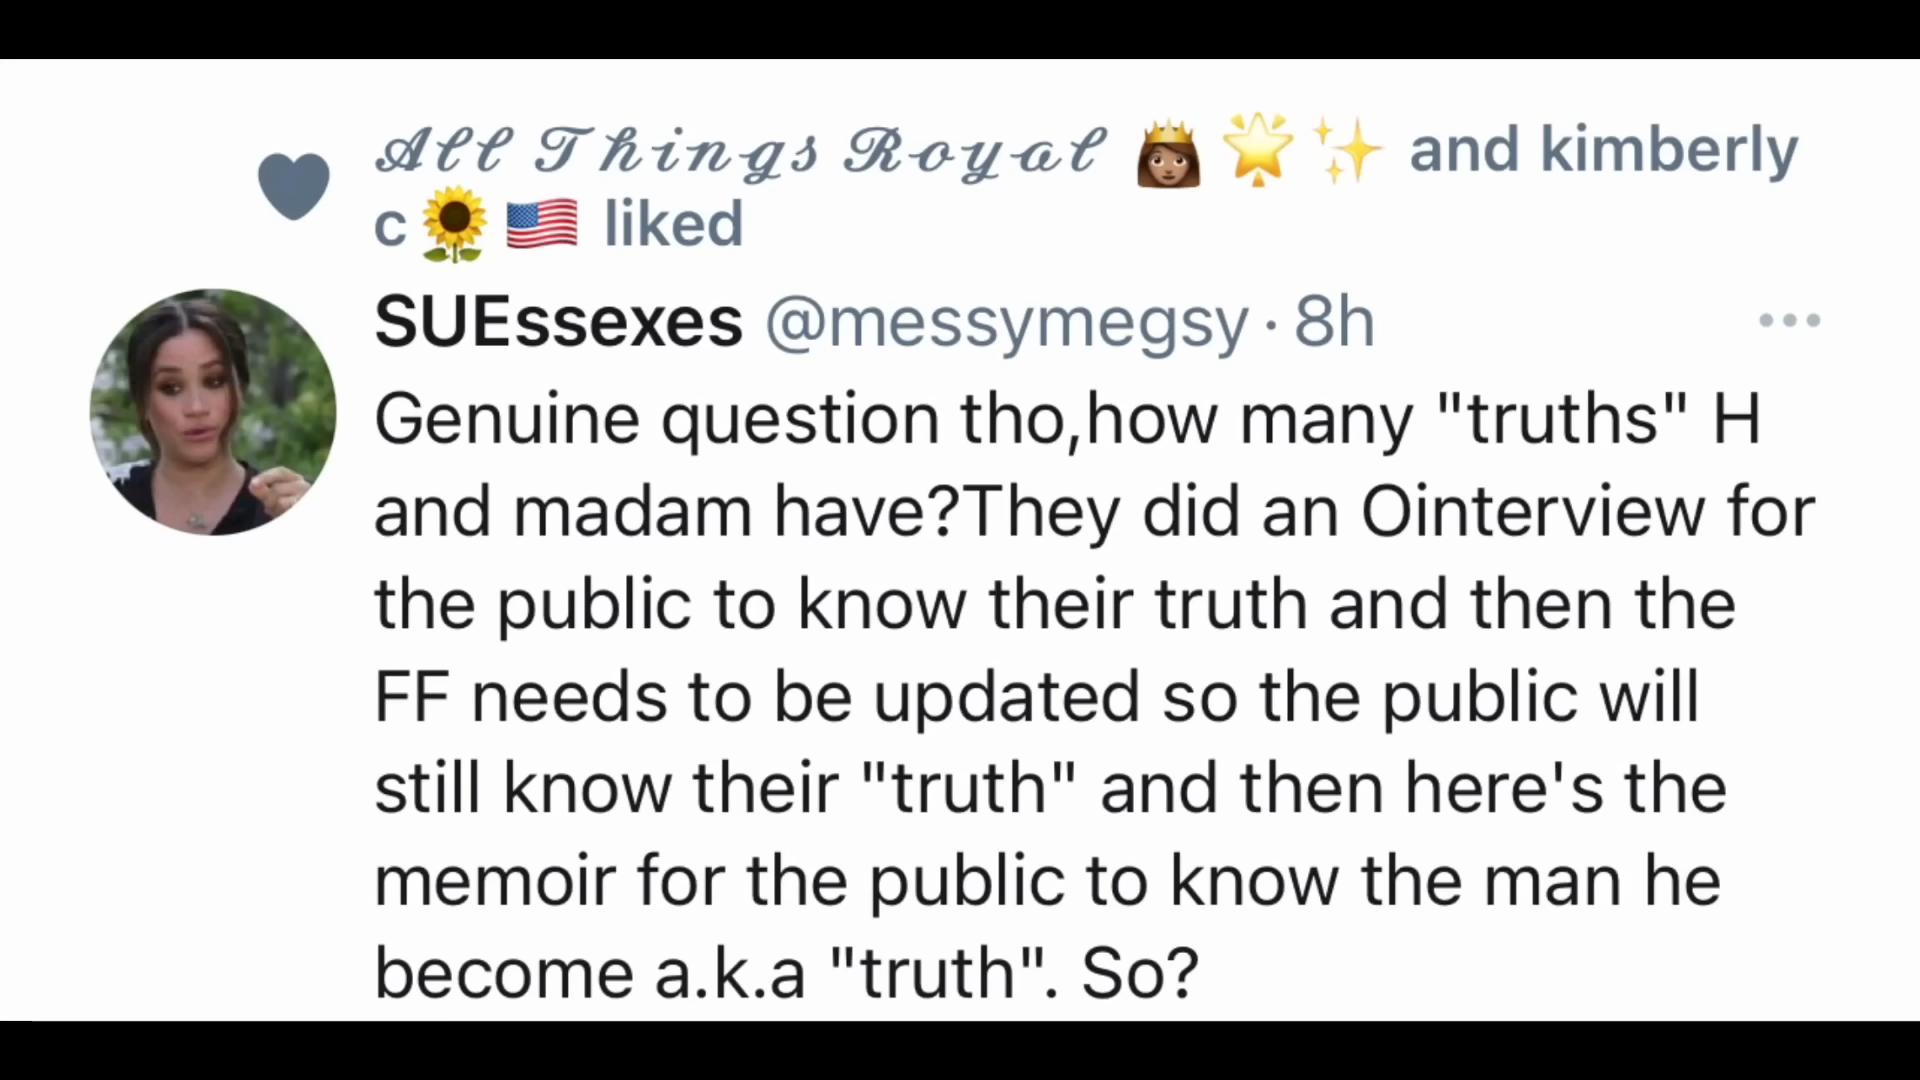 𝒜𝓁𝓁 𝒯𝒽𝒾𝓃𝑔𝓈 ℛℴ𝓎𝒶𝓁 👸🏽🌟✨ and kimberly
c🌻🇺🇸 liked
SUEssexes @messymegsy · 8h
Genuine question tho,how many "truths" H
and madam have?They did an Ointerview for
the public to know their truth and then the
FF needs to be updated so the public will
still know their "truth" and then here's the
memoir for the public to know the man he
become a.k.a "truth". So?